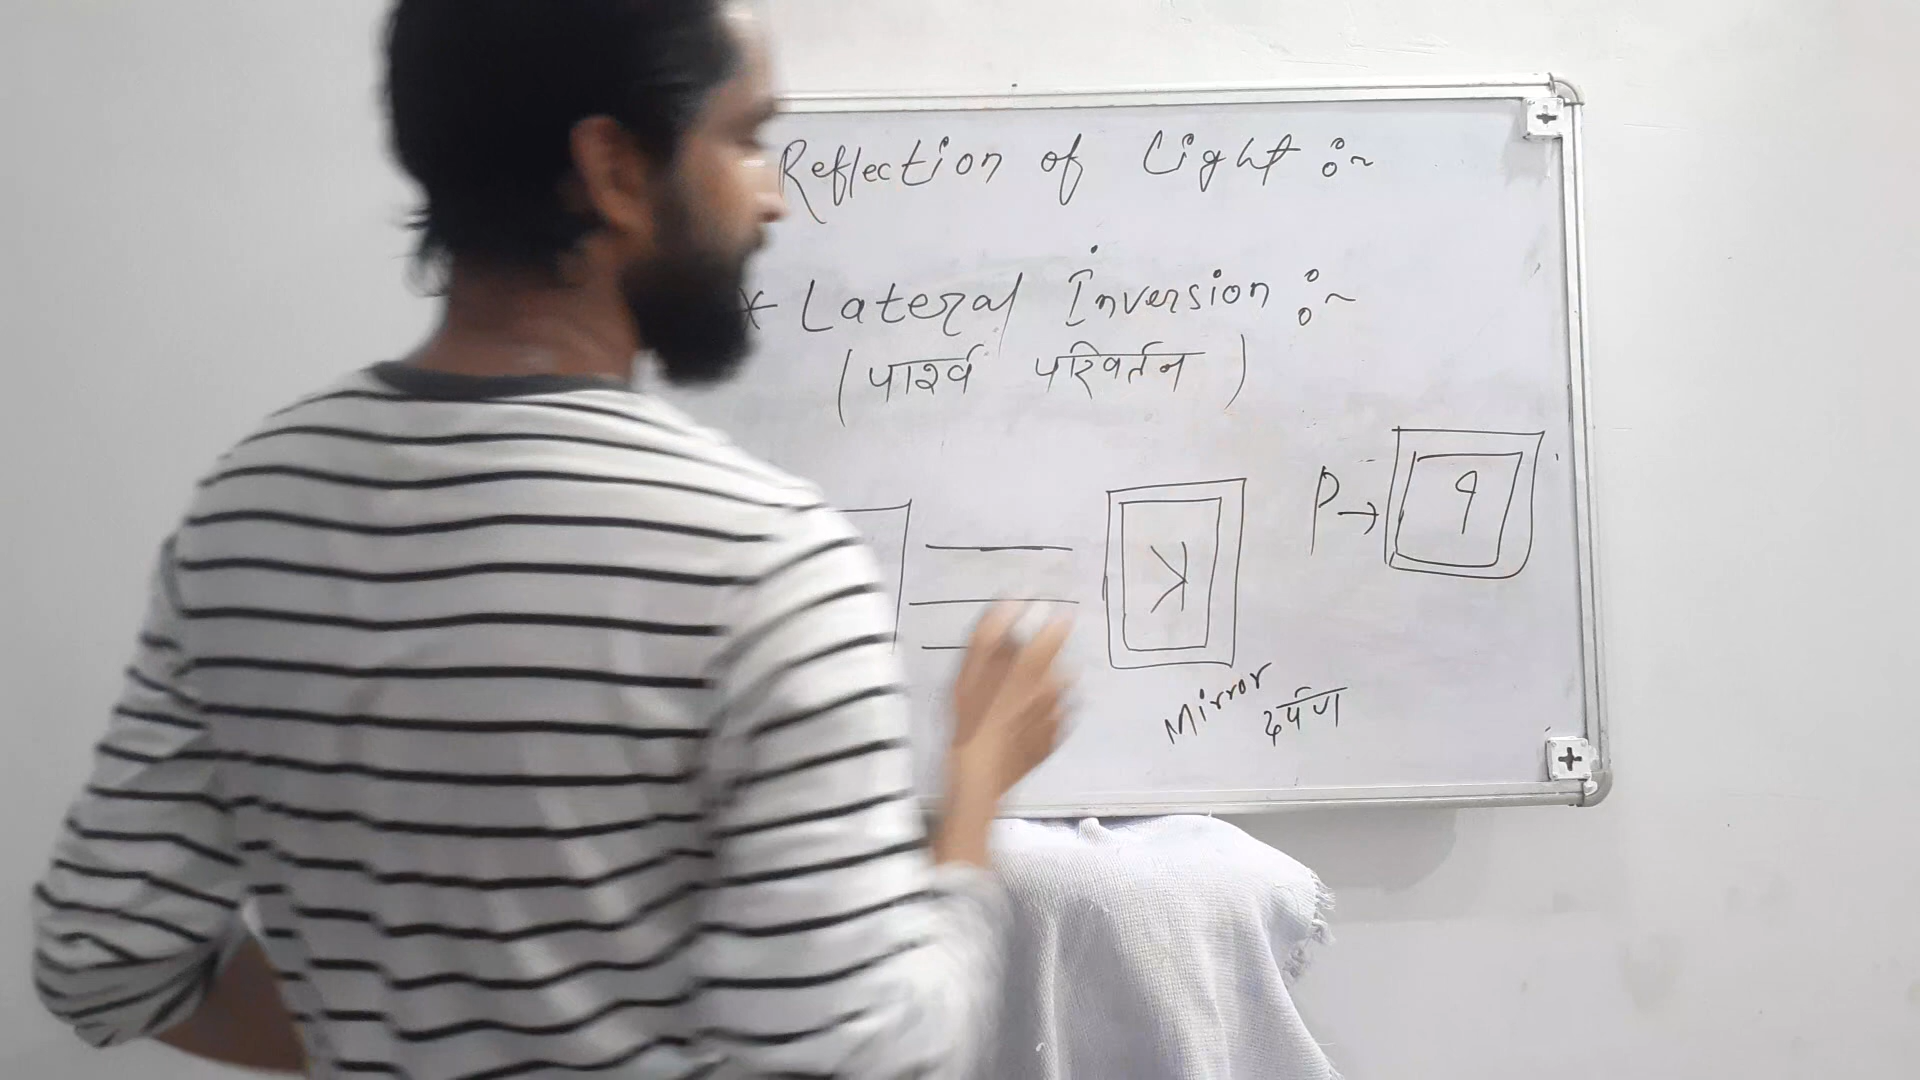 Reflection of Light :~
* Lateral Inversion :~
(पार्श्व परिवर्तन)
P → q
K
Mirror
दर्पण